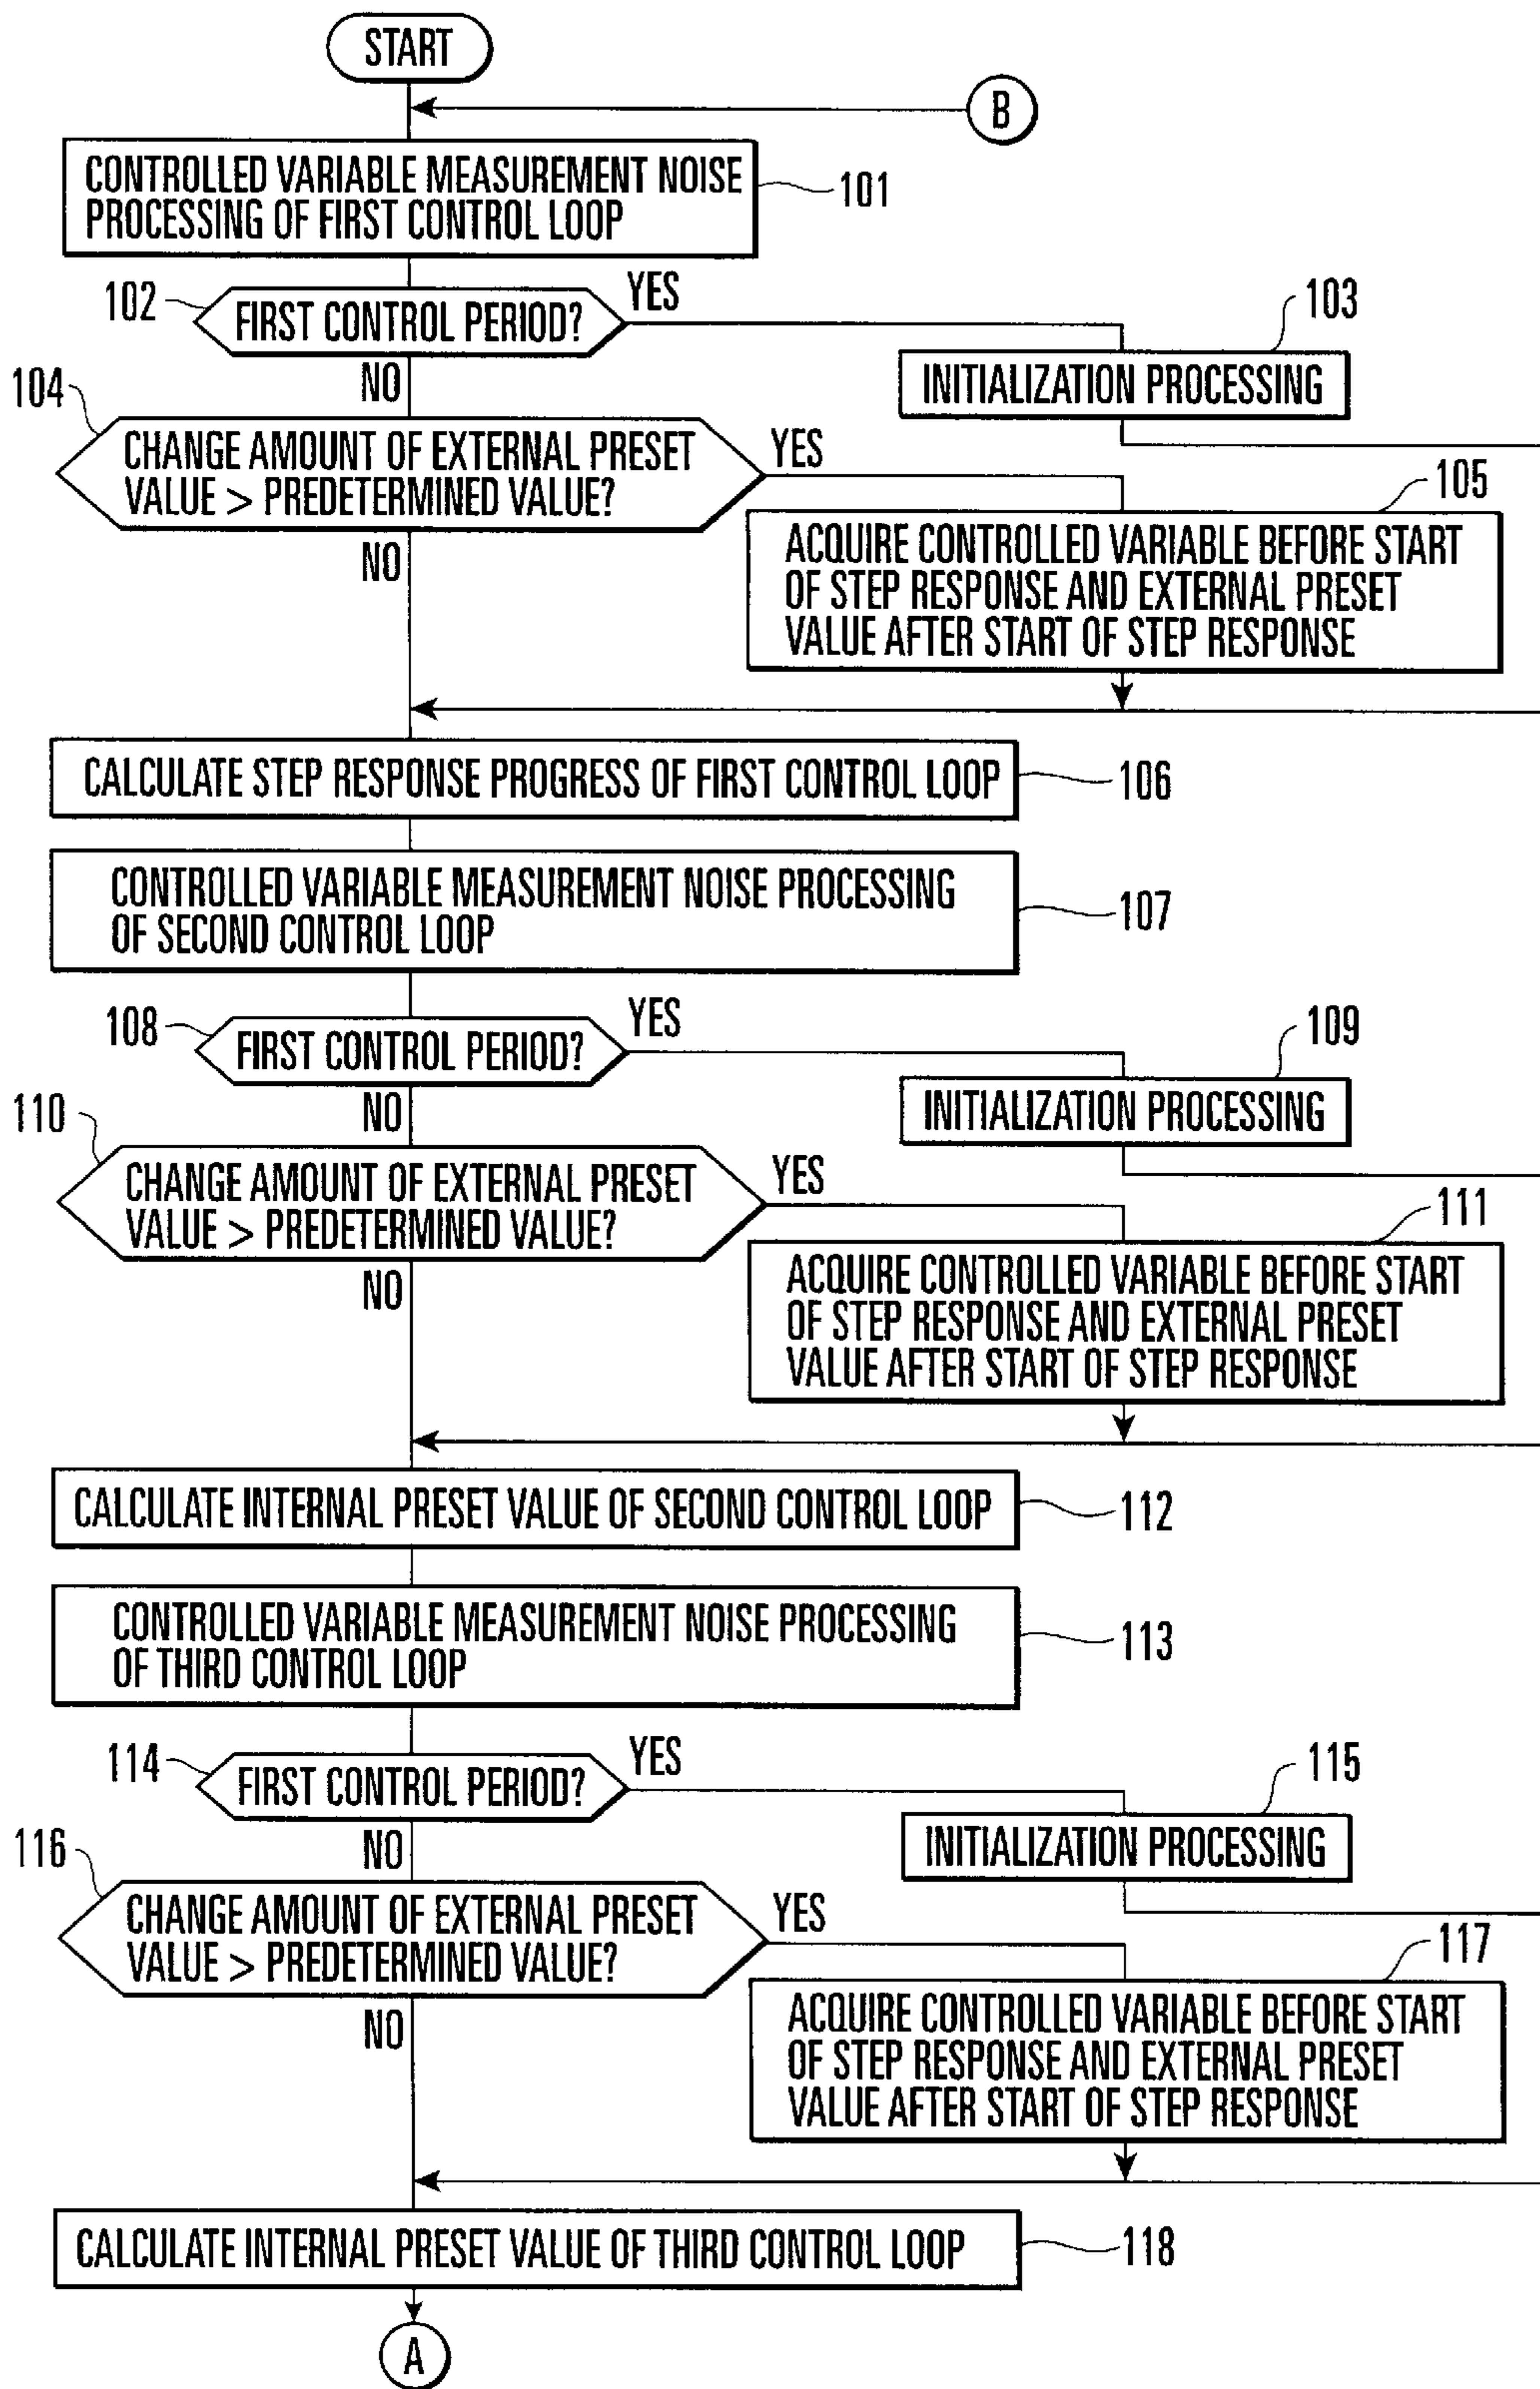 START
B
CONTROLLED VARIABLE MEASUREMENT NOISE
PROCESSING OF FIRST CONTROL LOOP
101
102
FIRST CONTROL PERIOD?
YES
103
INITIALIZATION PROCESSING
NO
104
CHANGE AMOUNT OF EXTERNAL PRESET
VALUE > PREDETERMINED VALUE?
YES
105
ACQUIRE CONTROLLED VARIABLE BEFORE START
OF STEP RESPONSE AND EXTERNAL PRESET
VALUE AFTER START OF STEP RESPONSE
NO
CALCULATE STEP RESPONSE PROGRESS OF FIRST CONTROL LOOP
106
CONTROLLED VARIABLE MEASUREMENT NOISE PROCESSING
OF SECOND CONTROL LOOP
107
108
FIRST CONTROL PERIOD?
YES
109
INITIALIZATION PROCESSING
NO
110
CHANGE AMOUNT OF EXTERNAL PRESET
VALUE > PREDETERMINED VALUE?
YES
111
ACQUIRE CONTROLLED VARIABLE BEFORE START
OF STEP RESPONSE AND EXTERNAL PRESET
VALUE AFTER START OF STEP RESPONSE
NO
CALCULATE INTERNAL PRESET VALUE OF SECOND CONTROL LOOP
112
CONTROLLED VARIABLE MEASUREMENT NOISE PROCESSING
OF THIRD CONTROL LOOP
113
114
FIRST CONTROL PERIOD?
YES
115
INITIALIZATION PROCESSING
NO
116
CHANGE AMOUNT OF EXTERNAL PRESET
VALUE > PREDETERMINED VALUE?
YES
117
ACQUIRE CONTROLLED VARIABLE BEFORE START
OF STEP RESPONSE AND EXTERNAL PRESET
VALUE AFTER START OF STEP RESPONSE
NO
CALCULATE INTERNAL PRESET VALUE OF THIRD CONTROL LOOP
118
A